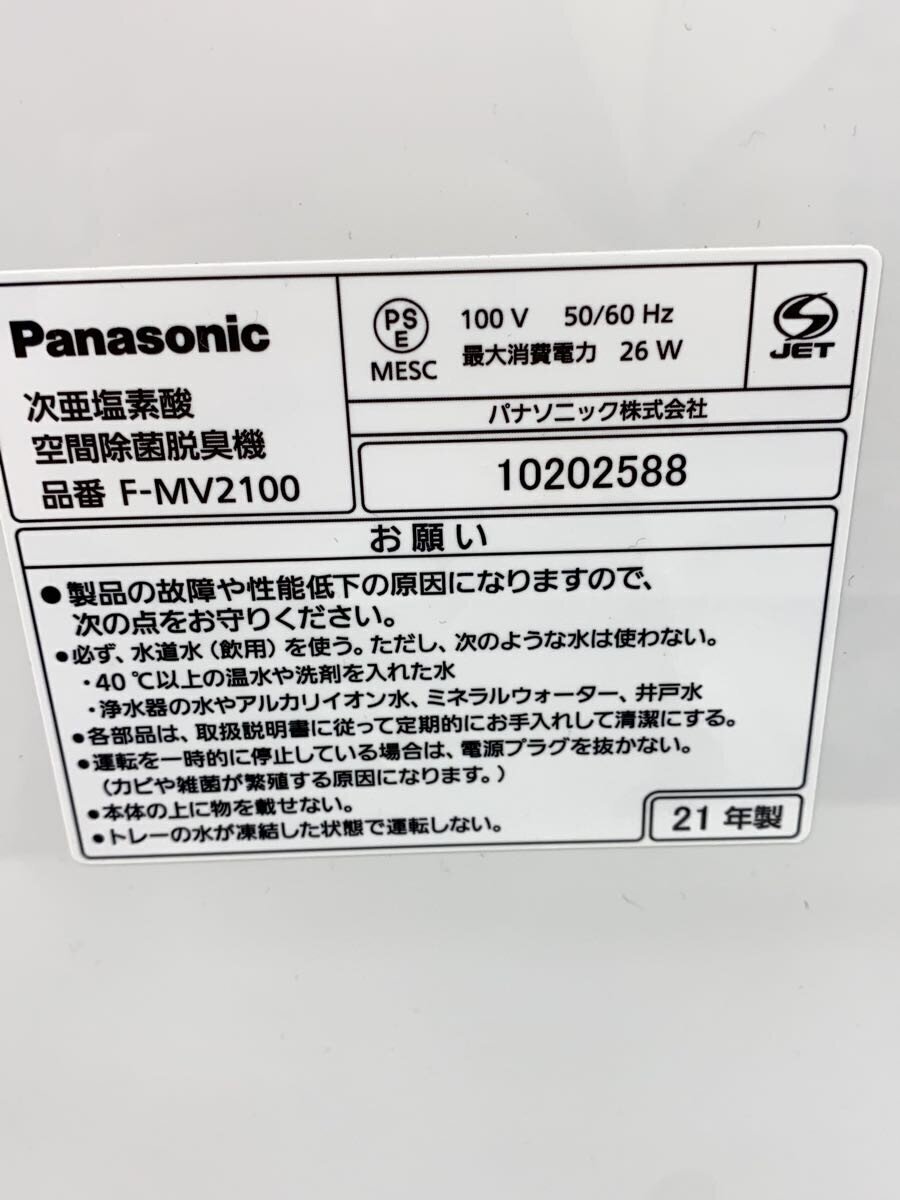 Panasonic
次亜塩素酸
空間除菌脱臭機
品番 F-MV2100
PS
E
MESC
100 V 50/60 Hz
最大消費電力 26 W
S
JET
パナソニック株式会社
10202588
お願い
●製品の故障や性能低下の原因になりますので、
次の点をお守りください。
●必ず、水道水(飲用)を使う。ただし、次のような水は使わない。
・40 ℃以上の温水や洗剤を入れた水
・浄水器の水やアルカリイオン水、ミネラルウォーター、井戸水
●各部品は、取扱説明書に従って定期的にお手入れして清潔にする。
●運転を一時的に停止している場合は、電源プラグを抜かない。
(カビや雑菌が繁殖する原因になります。)
●本体の上に物を載せない。
●トレーの水が凍結した状態で運転しない。
21 年製